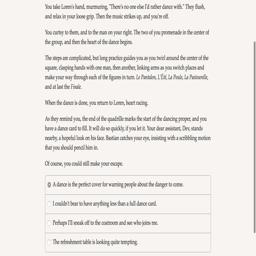 You take Loren's hand, murmuring, "There's no one else I'd rather dance with." They flush,
and relax in your loose grip. Then the music strikes up, and you're off.
You curtsy to them, and to the man on your right. The two of you promenade in the center of
the group, and then the heart of the dance begins.
The steps are complicated, but long practice guides you as you twirl around the center of the
square, clasping hands with one man, then another, linking arms as you switch places and
make your way through each of the figures in turn. Le Pantalon, L'Été, La Poule, La Pastourelle,
and at last the Finale.
When the dance is done, you return to Loren, heart racing.
As they remind you, the end of the quadrille marks the start of the dancing proper, and you
have a dance card to fill. It will do so quickly, if you let it. Your dear assistant, Dev, stands
nearby, a hopeful look on his face. Bastian catches your eye, insisting with a scribbling motion
that you should pencil him in.
Of course, you could still make your escape.
A dance is the perfect cover for warning people about the danger to come.
I couldn't bear to have anything less than a full dance card.
Perhaps I'll sneak off to the coatroom and see who joins me.
The refreshment table is looking quite tempting.